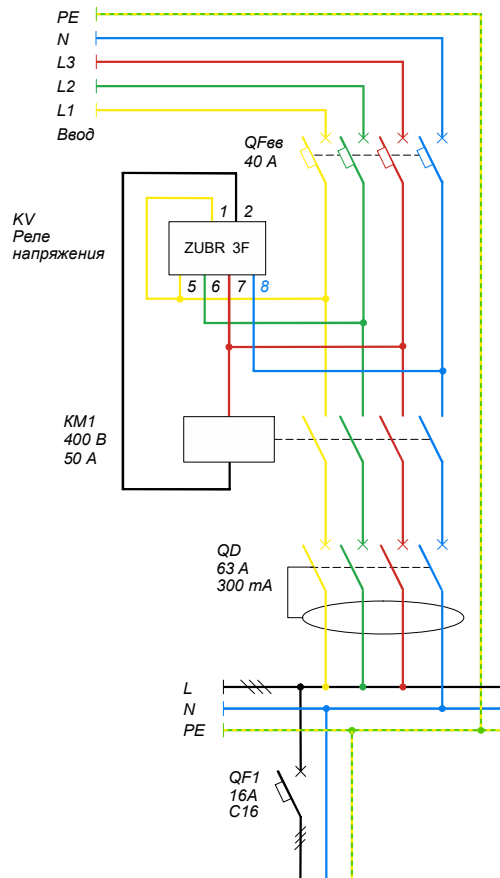 PE
N
L3
L2
L1
Ввод
QFвв
40 A
KV
Реле
напряжения
1 2
ZUBR 3F
5 6 7 8
КМ1
400 В
50 А
QD
63 A
300 mA
L
N
PE
QF1
16A
C16